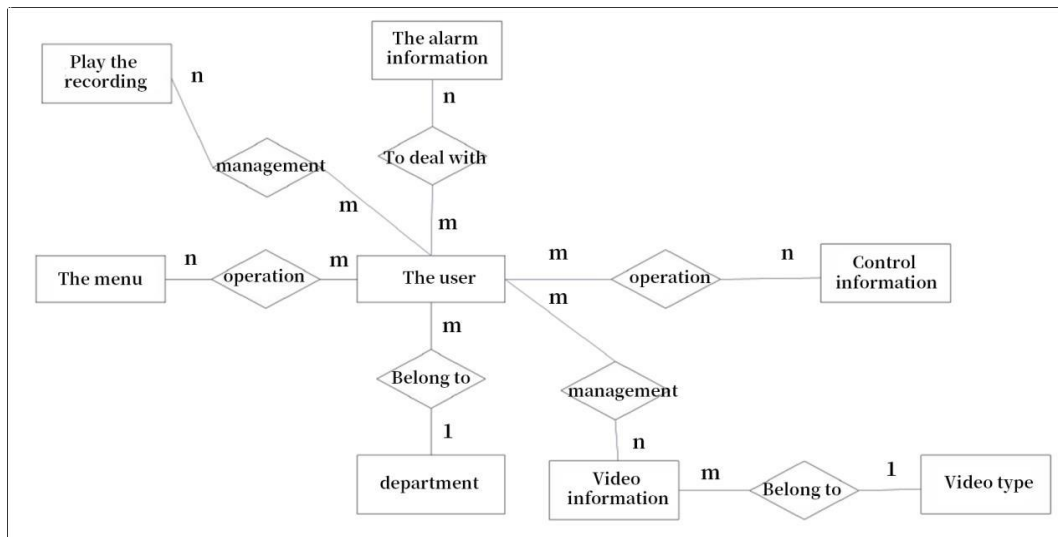 The alarm
information
Play the
recording
n
n
management
To deal with
m
m
The menu
n
operation
m
The user
m
operation
n
Control
information
m
m
Belong to
management
1
n
department
Video
information
m
Belong to
1
Video type